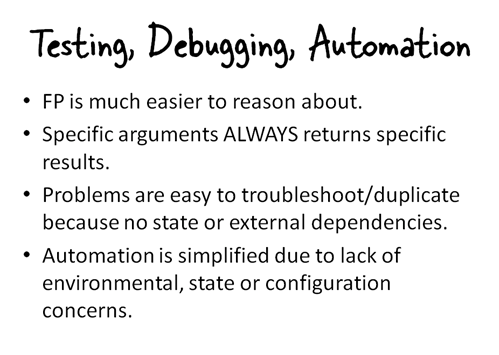 Testing, Debugging, Automation
• FP is much easier to reason about.
• Specific arguments ALWAYS returns specific
results.
• Problems are easy to troubleshoot/duplicate
because no state or external dependencies.
• Automation is simplified due to lack of
environmental, state or configuration
concerns.